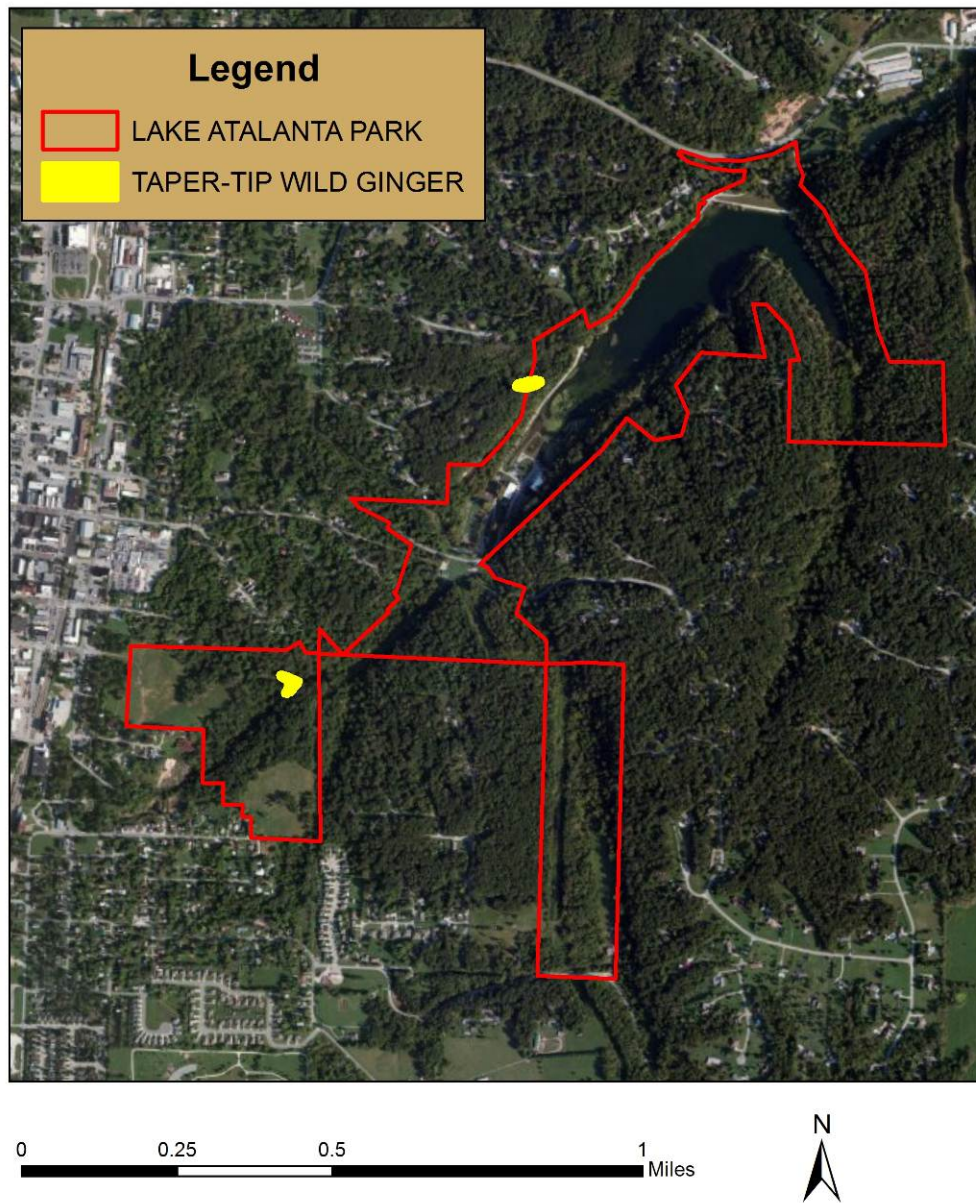 Legend
LAKE ATALANTA PARK
TAPER-TIP WILD GINGER
0 0.25 0.5 1
Miles
N